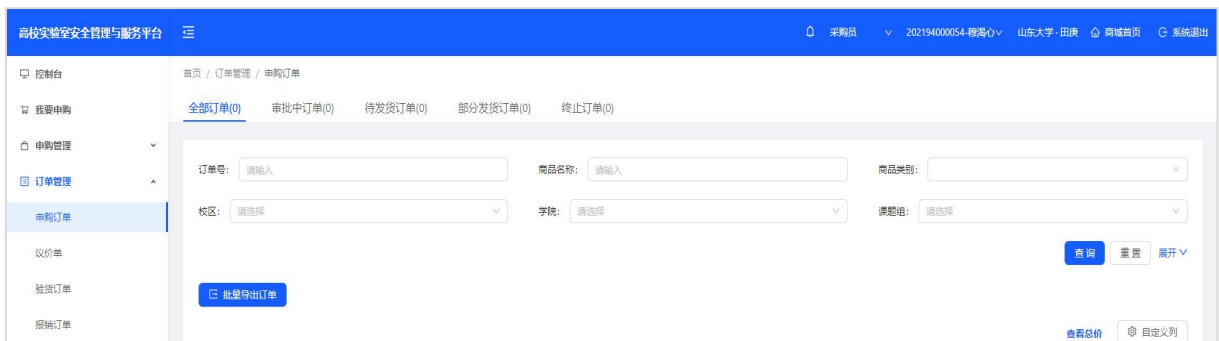 高校实验室安全管理与服务平台 采购员 202194000054-穆濁心 山东大学 · 田庚 商城首页 系统退出
控制台 首页 / 订单管理 / 申购订单
我要申购 全部订单(0) 审批中订单(0) 待发货订单(0) 部分发货订单(0) 终止订单(0)
申购管理
订单号： 请输入 商品名称： 请输入 商品类别：
订单管理
申购订单 校区： 请选择 学院： 请选择 课题组： 请选择
议价单 查询 重置 展开
验货订单 批量导出订单
报销订单 查看总价 自定义列